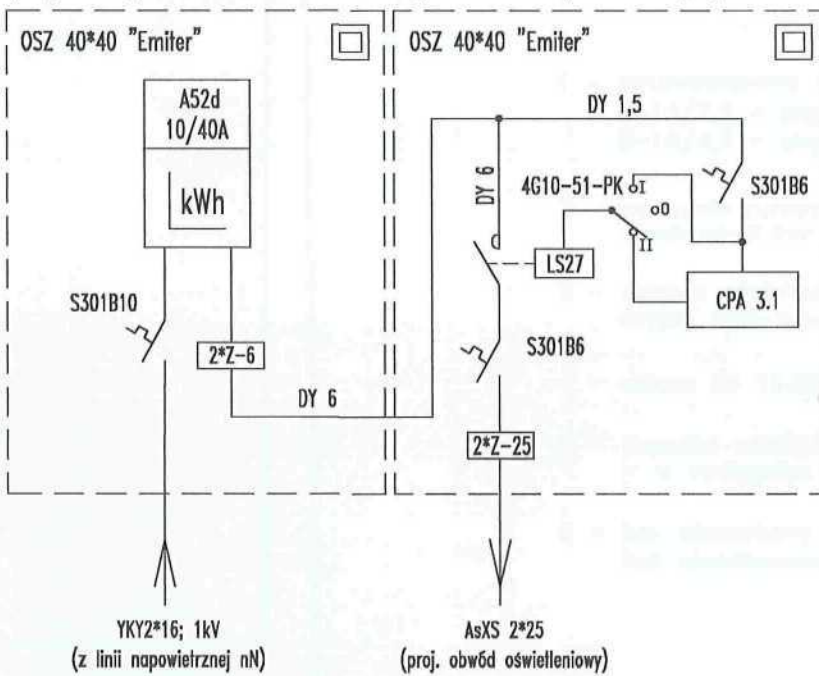 OSZ 40*40 "Emiter"
A52d
10/40A
kWh
S301B10
2*Z-6
DY 6
YKY2*16; 1kV
(z linii napowietrznej nN)
OSZ 40*40 "Emiter"
DY 1,5
DY 6
4G10-51-PK
I
0
II
S301B6
LS27
CPA 3.1
S301B6
2*Z-25
AsXS 2*25
(proj. obwód oświetleniowy)